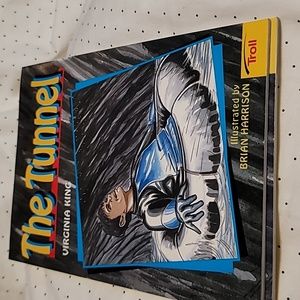 The Tunnel
VIRGINIA KING
Illustrated by
BRIAN HARRISON
Troll